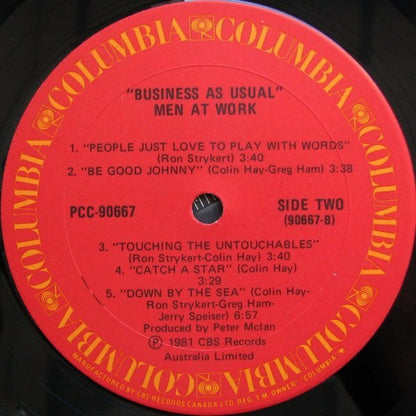 COLUMBIA COLUMBIA COLUMBIA COLUMBIA COLUMBIA COLUMBIA
"BUSINESS AS USUAL"
MEN AT WORK
1. "PEOPLE JUST LOVE TO PLAY WITH WORDS"
(Ron Strykert) 3:40
2. "BE GOOD JOHNNY" (Colin Hay-Greg Ham) 3:38
PCC-90667
SIDE TWO
(90667-B)
3. "TOUCHING THE UNTOUCHABLES"
(Ron Strykert-Colin Hay) 3:40
4. "CATCH A STAR" (Colin Hay)
3:29
5. "DOWN BY THE SEA" (Colin Hay-
Ron Strykert-Greg Ham-
Jerry Speiser) 6:57
Produced by Peter McIan
Ⓟ 1981 CBS Records
Australia Limited
MANUFACTURED BY CBS RECORDS CANADA LTD REG'T M OWNER "COLUMBIA"